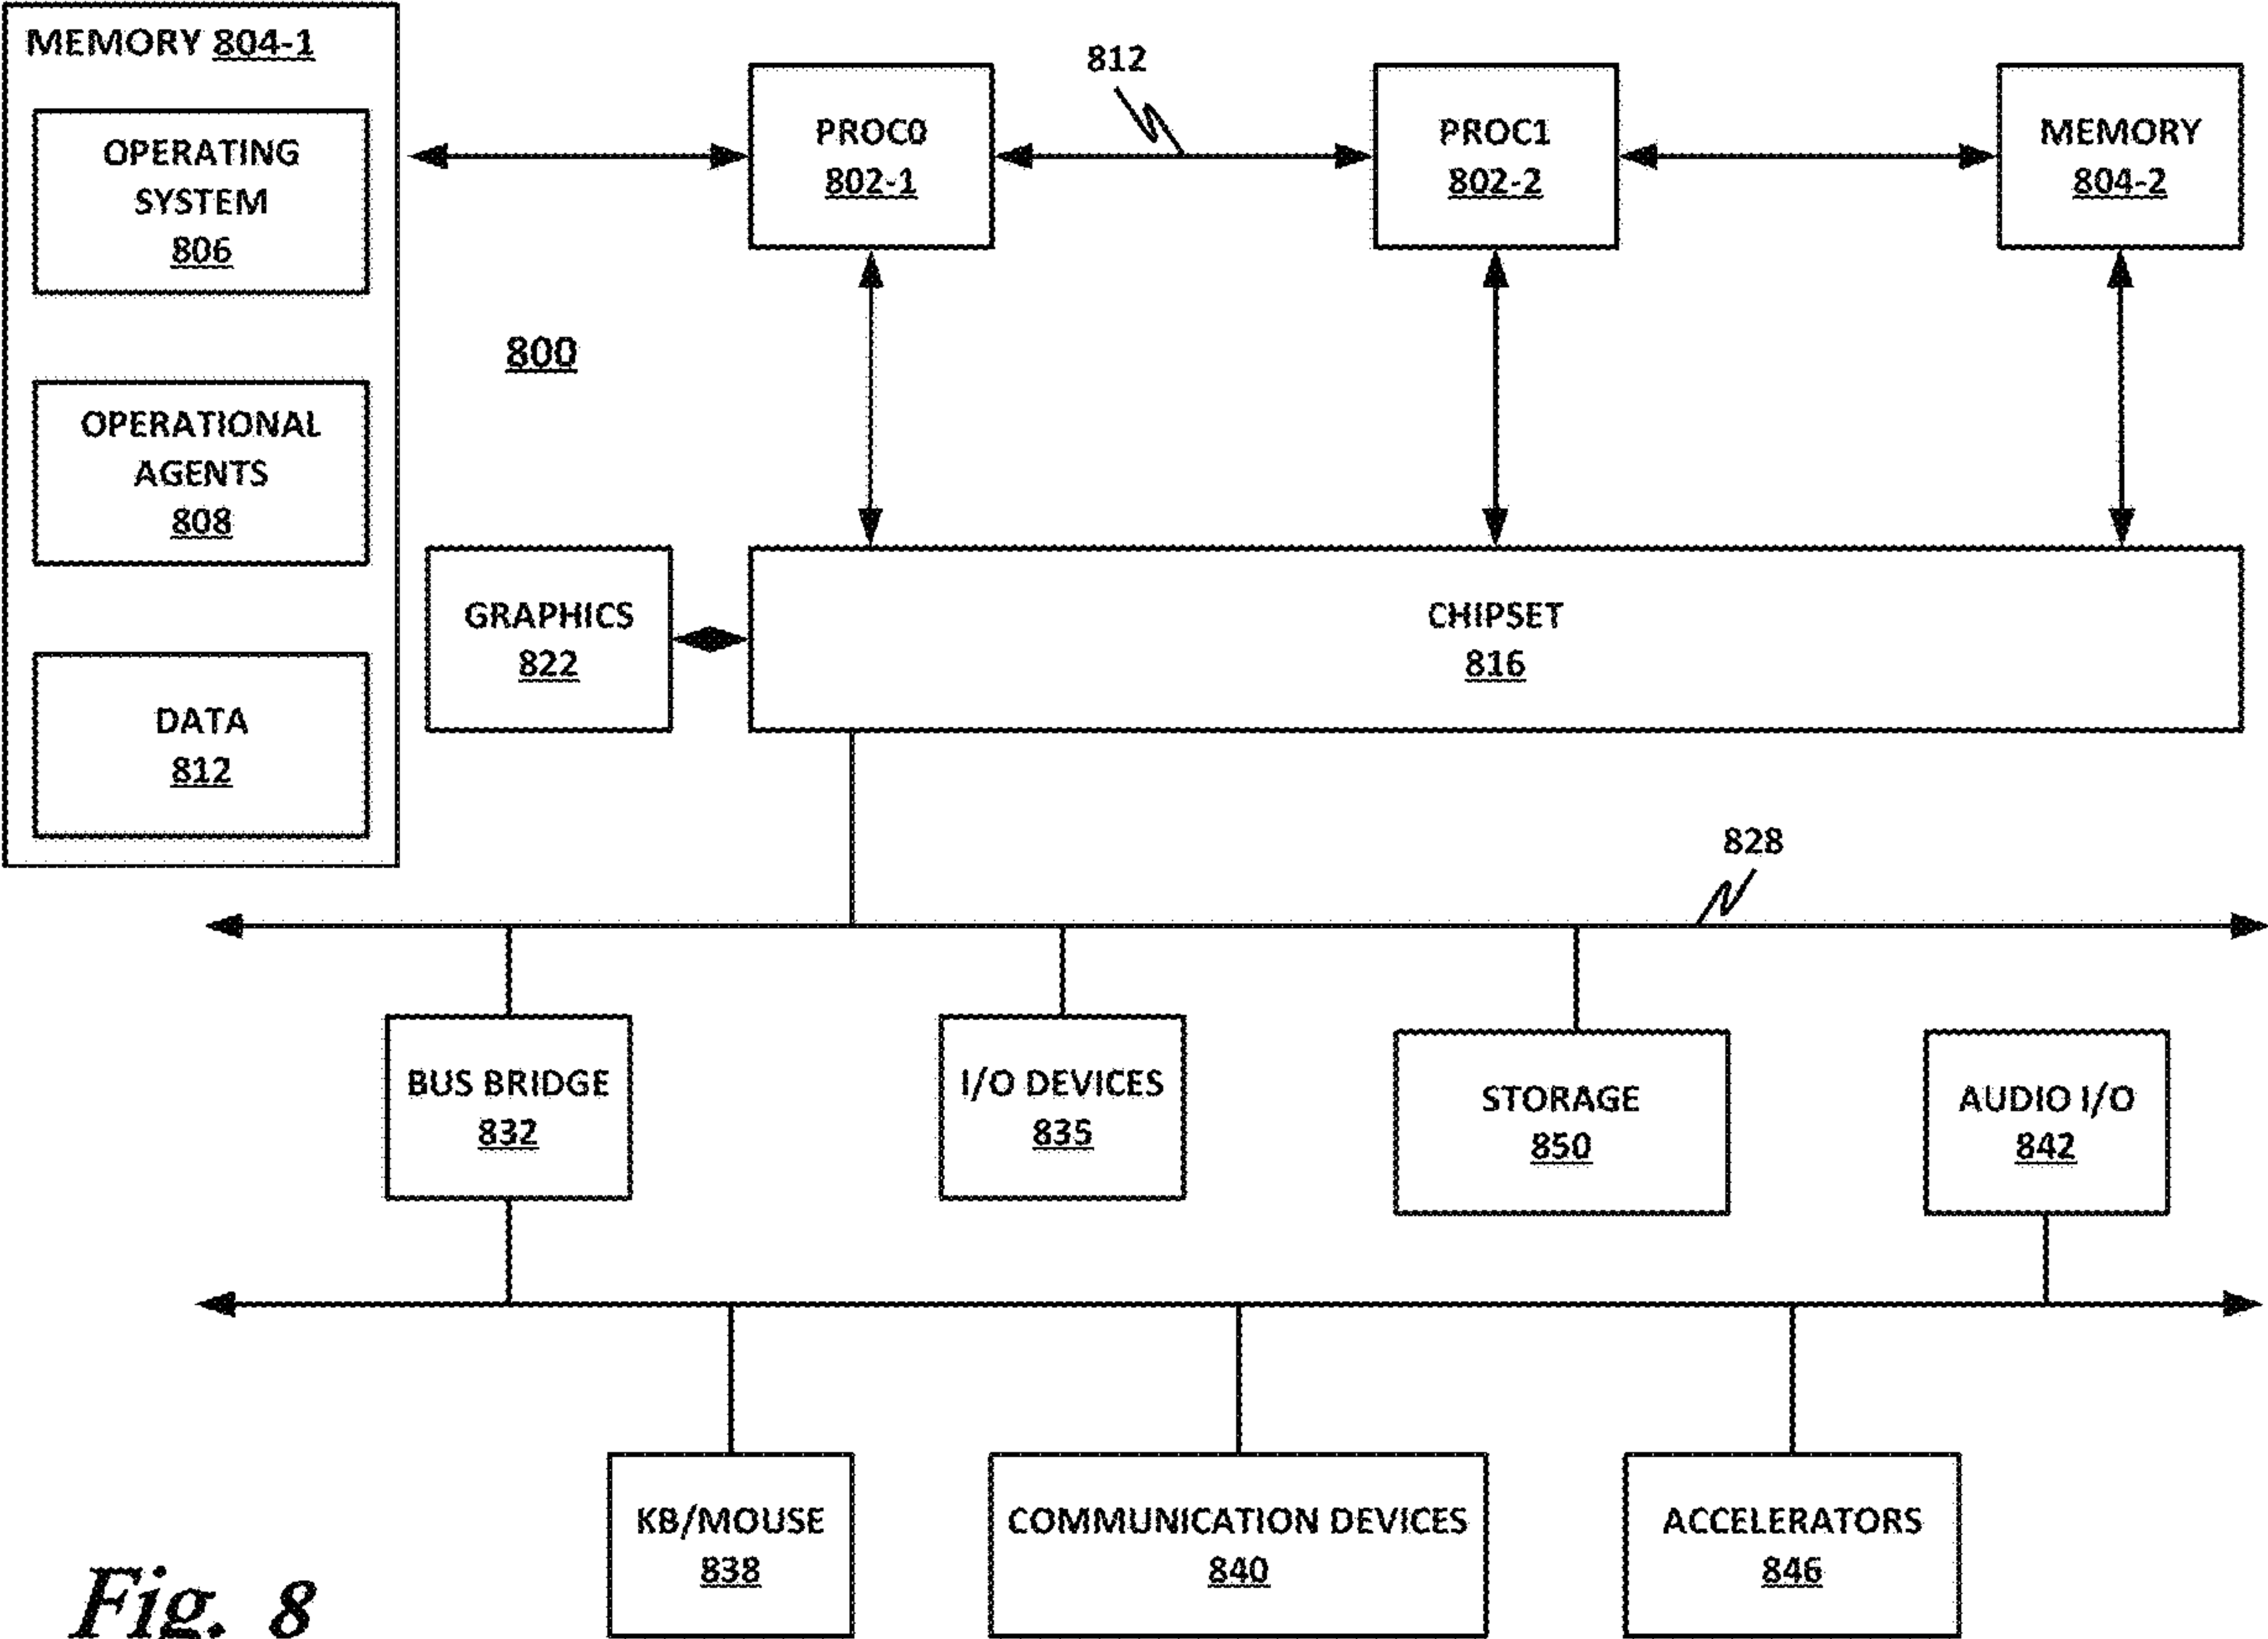 MEMORY 804-1
OPERATING
SYSTEM
806
OPERATIONAL
AGENTS
808
DATA
812
PROC0
802-1
812
PROC1
802-2
MEMORY
804-2
800
GRAPHICS
822
CHIPSET
816
828
BUS BRIDGE
832
I/O DEVICES
835
STORAGE
850
AUDIO I/O
842
KB/MOUSE
838
COMMUNICATION DEVICES
840
ACCELERATORS
846
Fig. 8